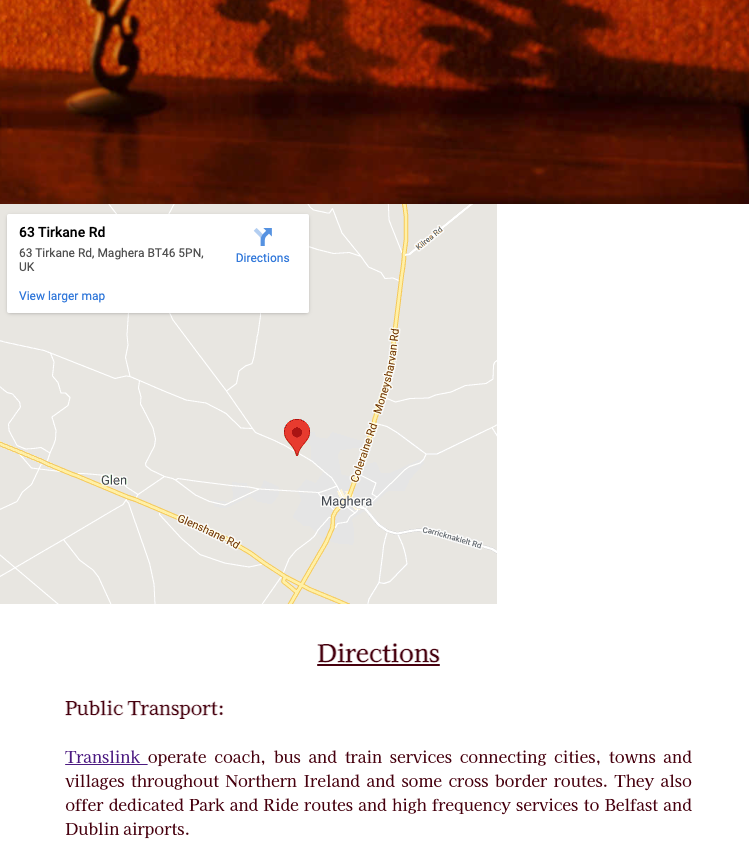 63 Tirkane Rd
63 Tirkane Rd, Maghera BT46 5PN,
UK
Directions
View larger map
Kilrea Rd
Moneysharvan Rd
Coleraine Rd
Glen
Maghera
Glenshane Rd
Carricknakielt Rd
Directions
Public Transport:
Translink operate coach, bus and train services connecting cities, towns and
villages throughout Northern Ireland and some cross border routes. They also
offer dedicated Park and Ride routes and high frequency services to Belfast and
Dublin airports.